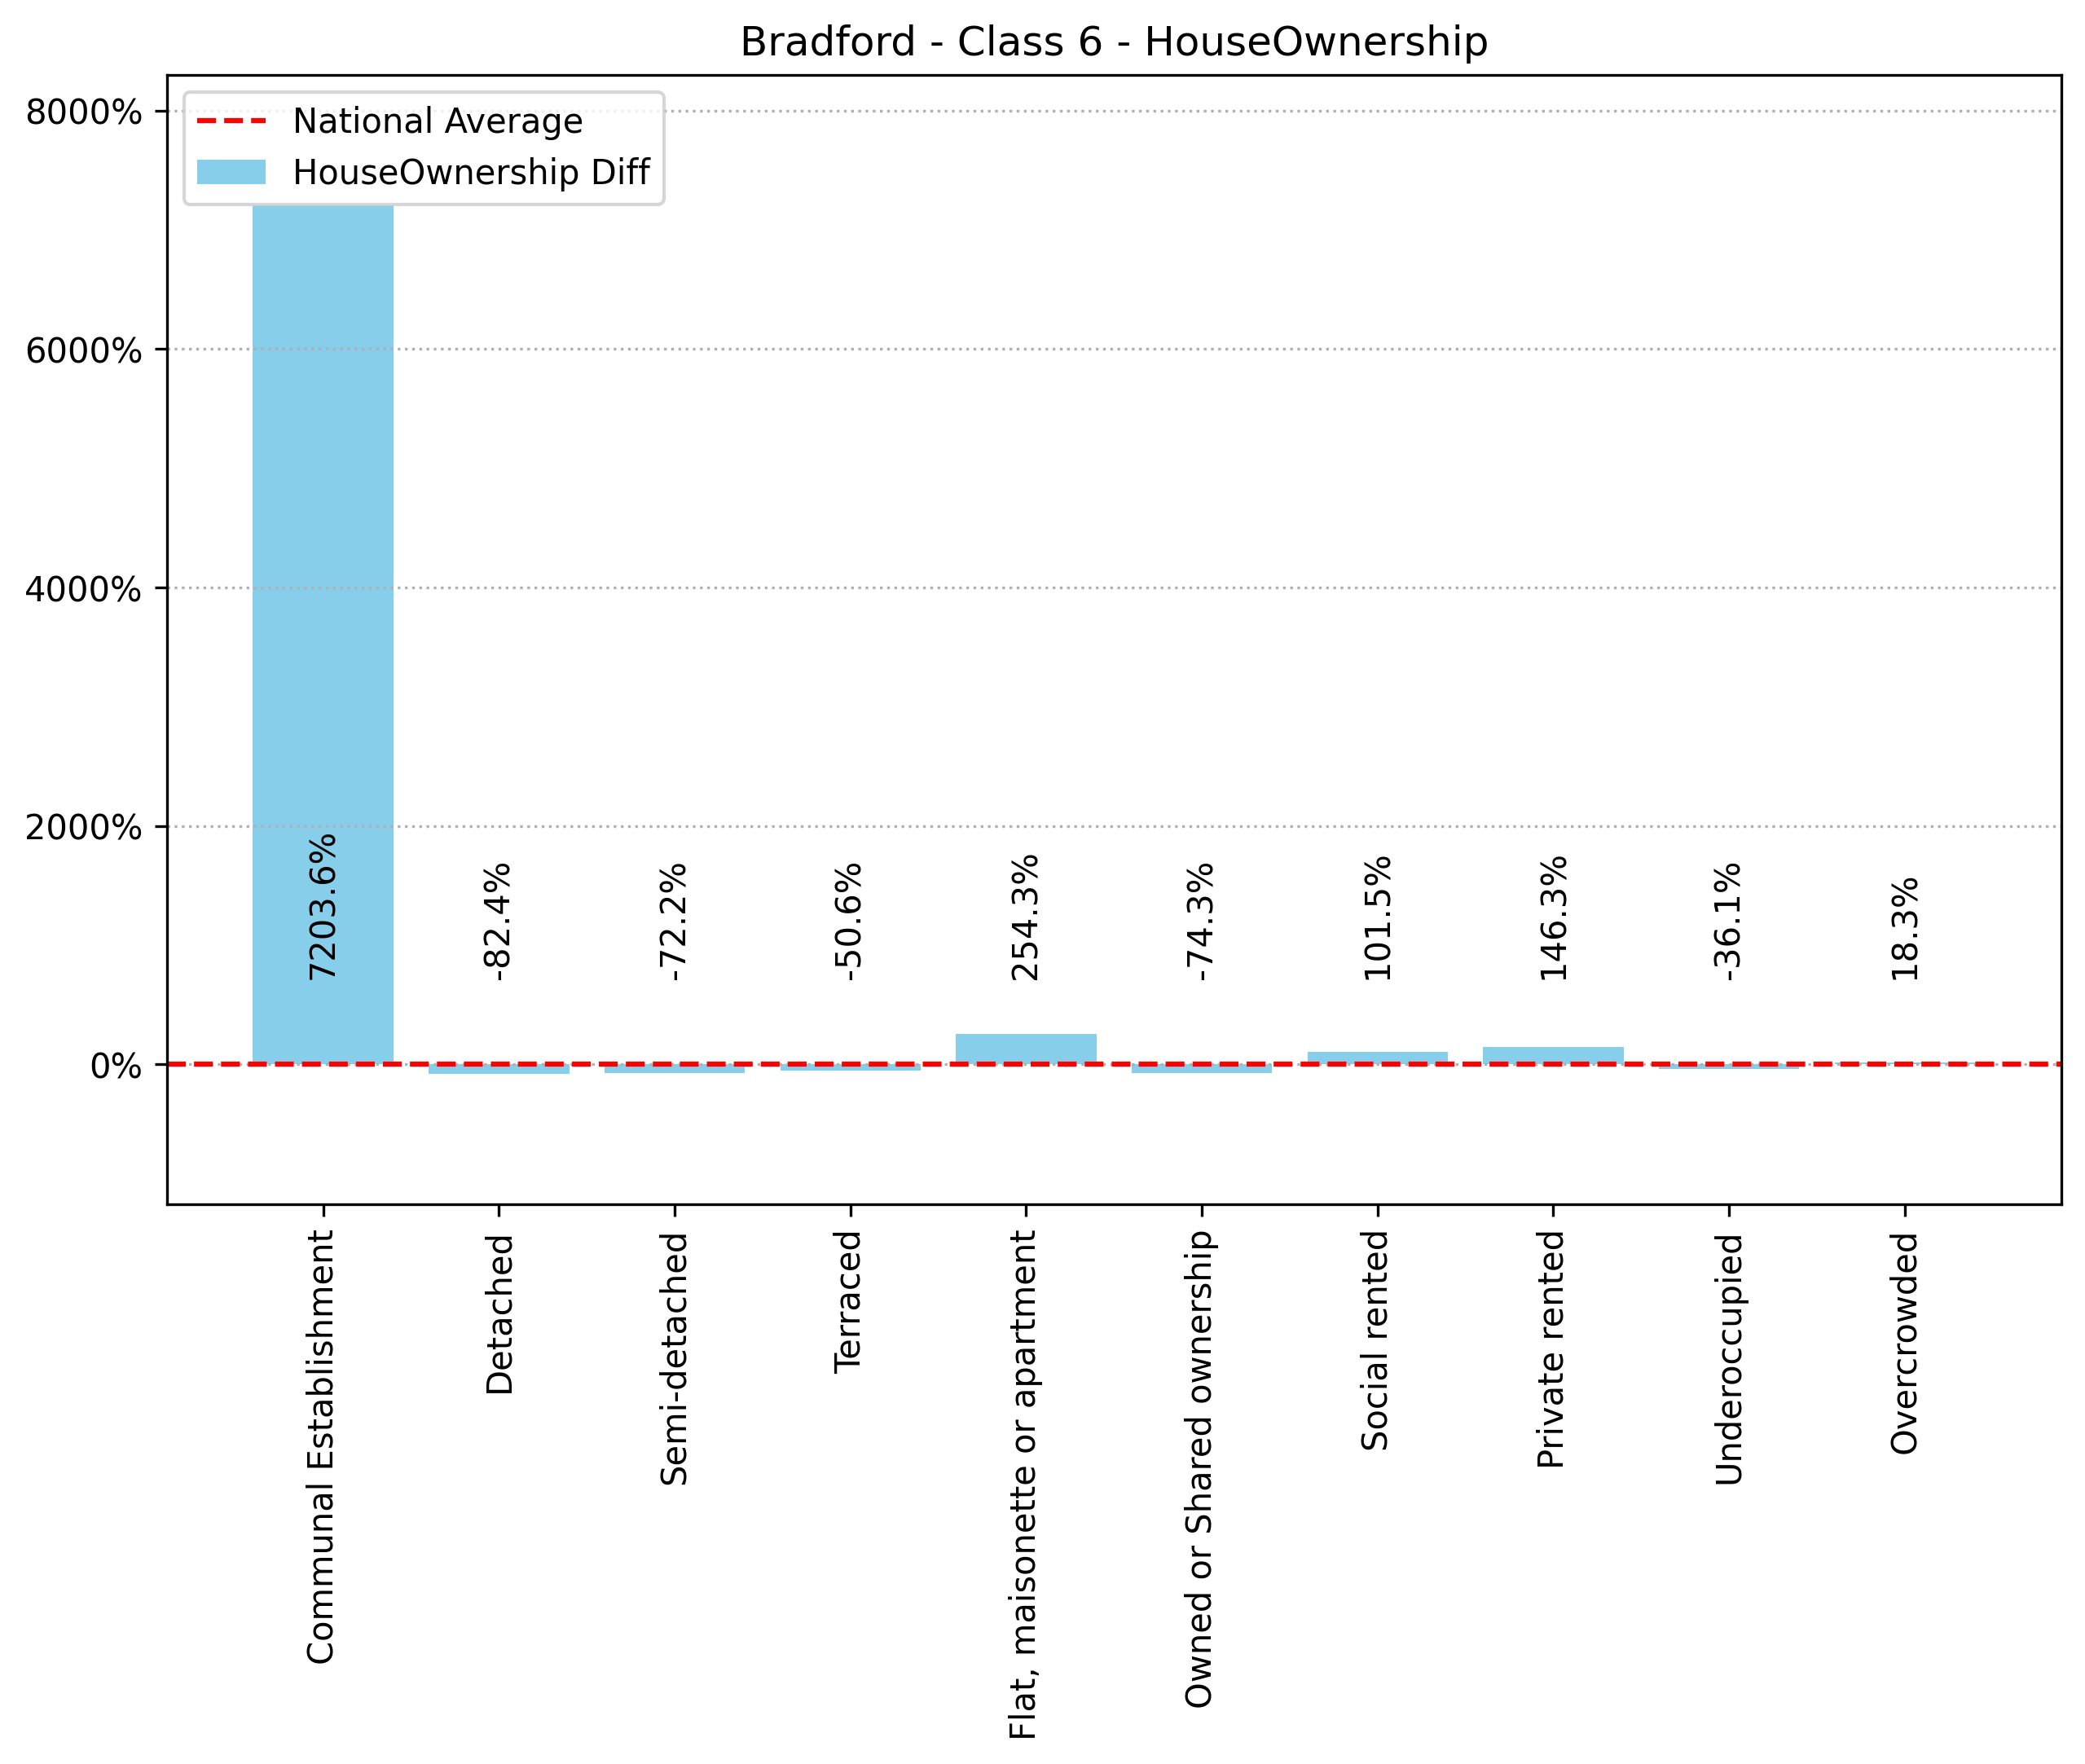 Bradford - Class 6 - HouseOwnership
National Average
HouseOwnership Diff
8000%
6000%
4000%
2000%
0%
7203.6%
-82.4%
-72.2%
-50.6%
254.3%
-74.3%
101.5%
146.3%
-36.1%
18.3%
Communal Establishment
Detached
Semi-detached
Terraced
Flat, maisonette or apartment
Owned or Shared ownership
Social rented
Private rented
Underoccupied
Overcrowded